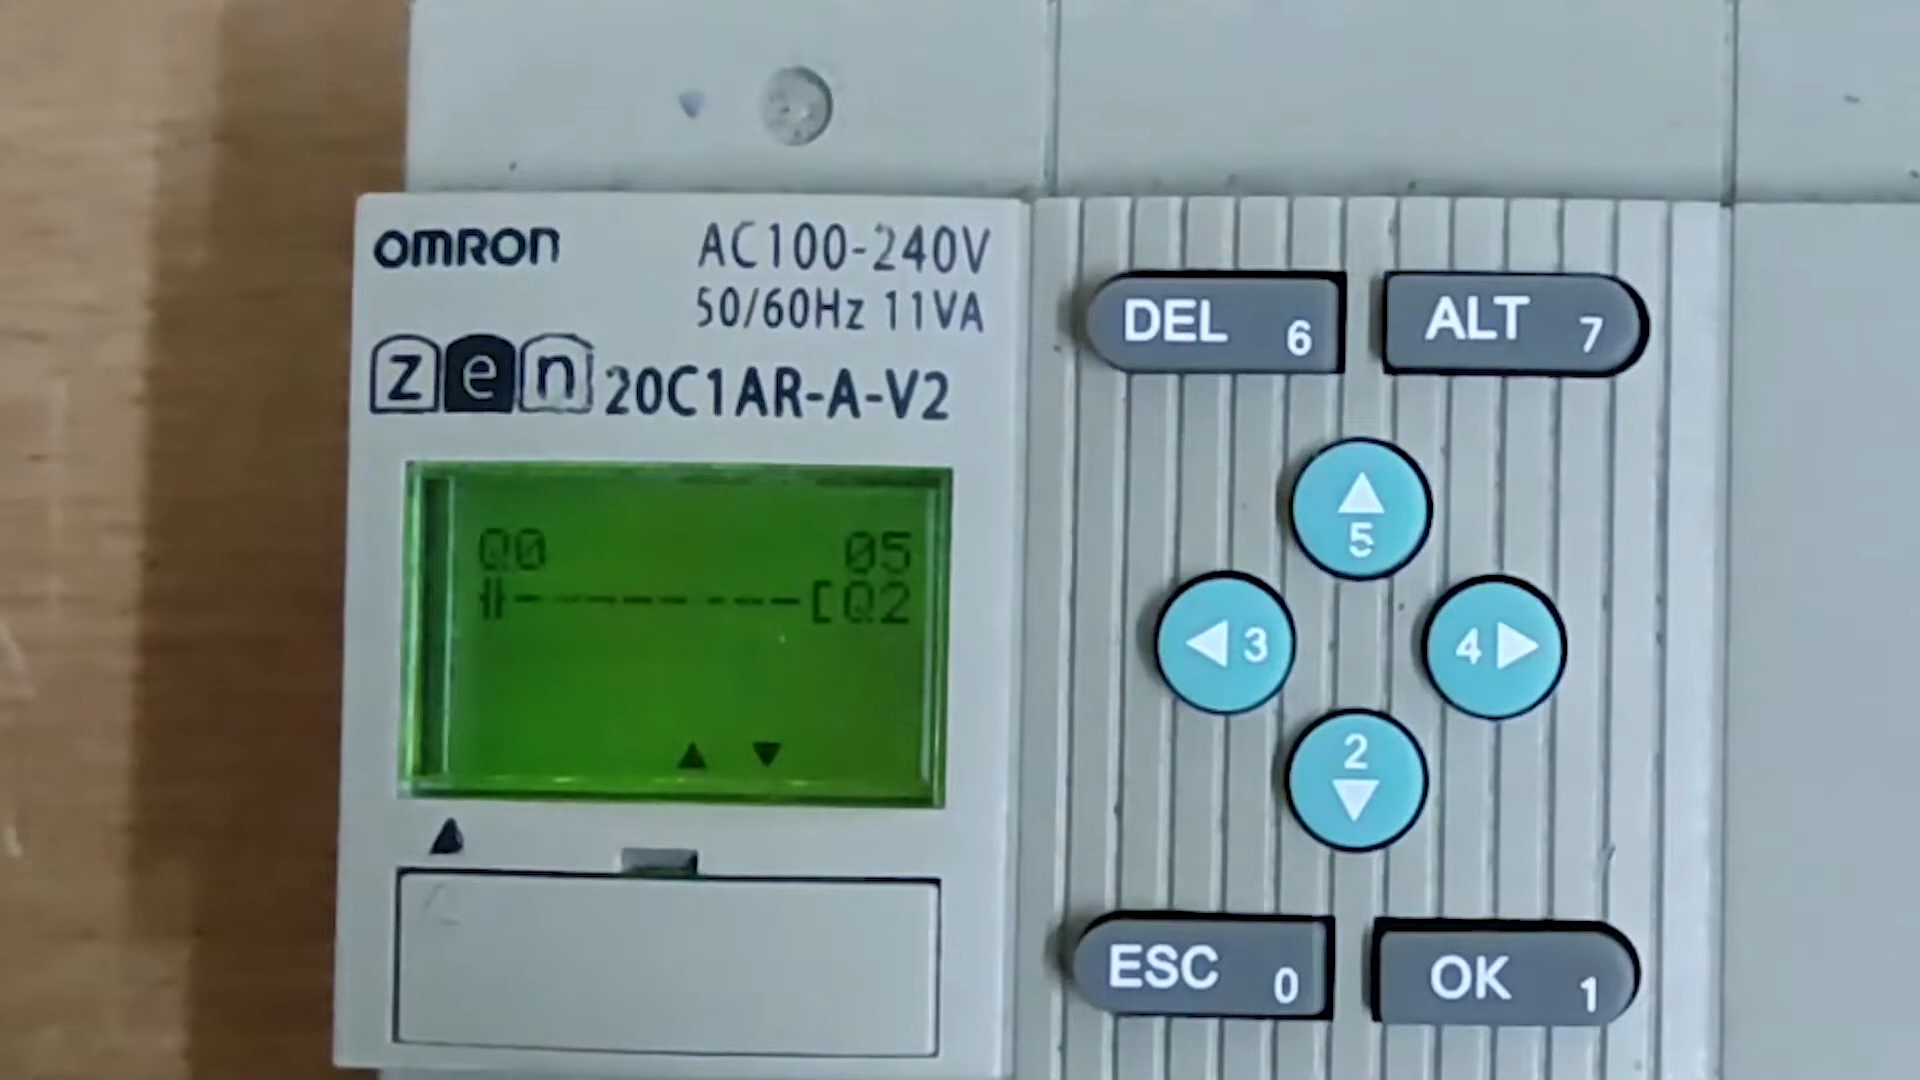 OMRON
AC100-240V
50/60Hz 11VA
zen 20C1AR-A-V2
Q0 05
[Q2
DEL 6
ALT 7
5
3
4
2
ESC 0
OK 1